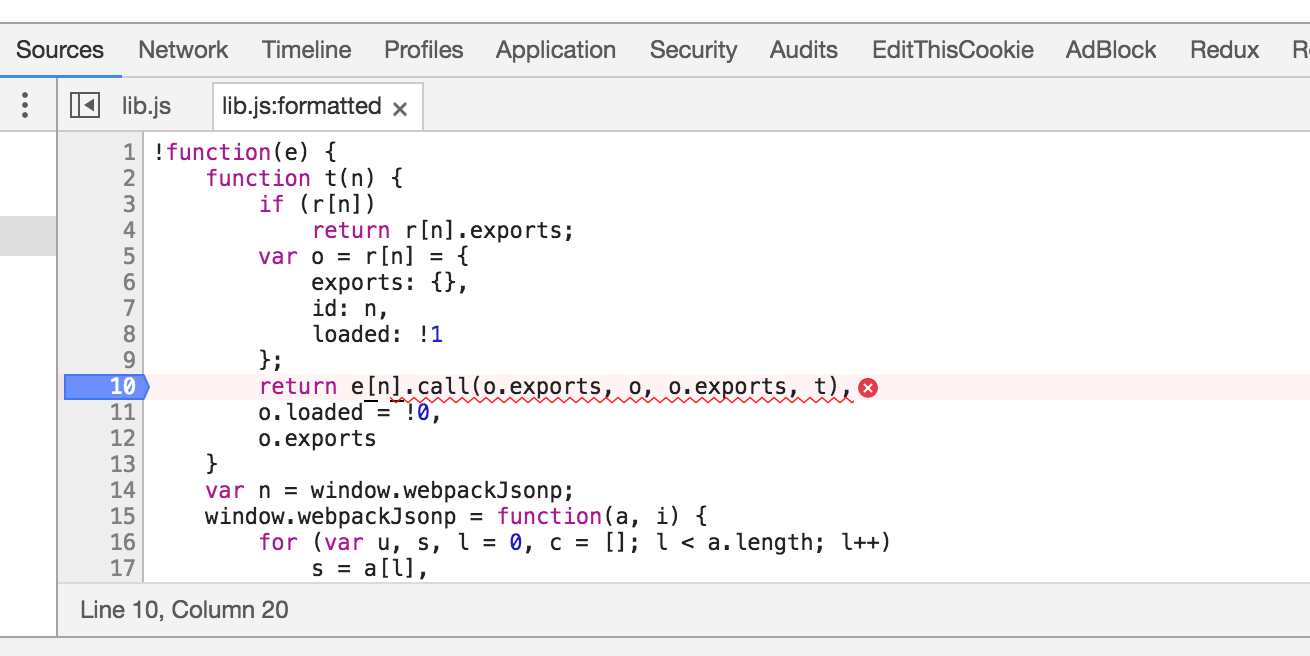 Sources Network Timeline Profiles Application Security Audits EditThisCookie AdBlock Redux
lib.js lib.js:formatted ×
1 !function(e) {
2     function t(n) {
3         if (r[n])
4             return r[n].exports;
5         var o = r[n] = {
6             exports: {},
7             id: n,
8             loaded: !1
9         };
10         return e[n].call(o.exports, o, o.exports, t),
11         o.loaded = !0,
12         o.exports
13     }
14     var n = window.webpackJsonp;
15     window.webpackJsonp = function(a, i) {
16         for (var u, s, l = 0, c = []; l < a.length; l++)
17             s = a[l],
Line 10, Column 20